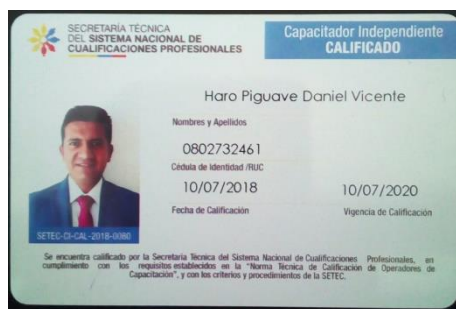 SECRETARÍA TÉCNICA
DEL SISTEMA NACIONAL DE
CUALIFICACIONES PROFESIONALES
Capacitador Independiente
CALIFICADO
Haro Piguave Daniel Vicente
Nombres y Apellidos
0802732461
Cédula de Identidad /RUC
10/07/2018
10/07/2020
Fecha de Calificación
Vigencia de Calificación
SETEC-CI-CAL-2018-0080
Se encuentra calificado por la Secretaría Técnica del Sistema Nacional de Cualificaciones Profesionales, en
cumplimiento con los requisitos establecidos en la "Norma Técnica de Calificación de Operadores de
Capacitación", y con los criterios y procedimientos de la SETEC.